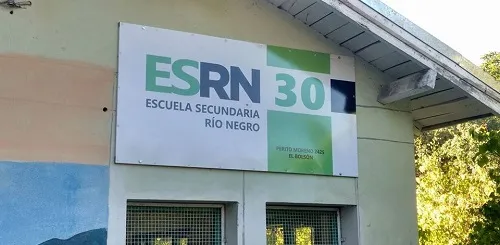 ESRN 30
ESCUELA SECUNDARIA
RÍO NEGRO
PERITO MORENO
EL BOLSÓN